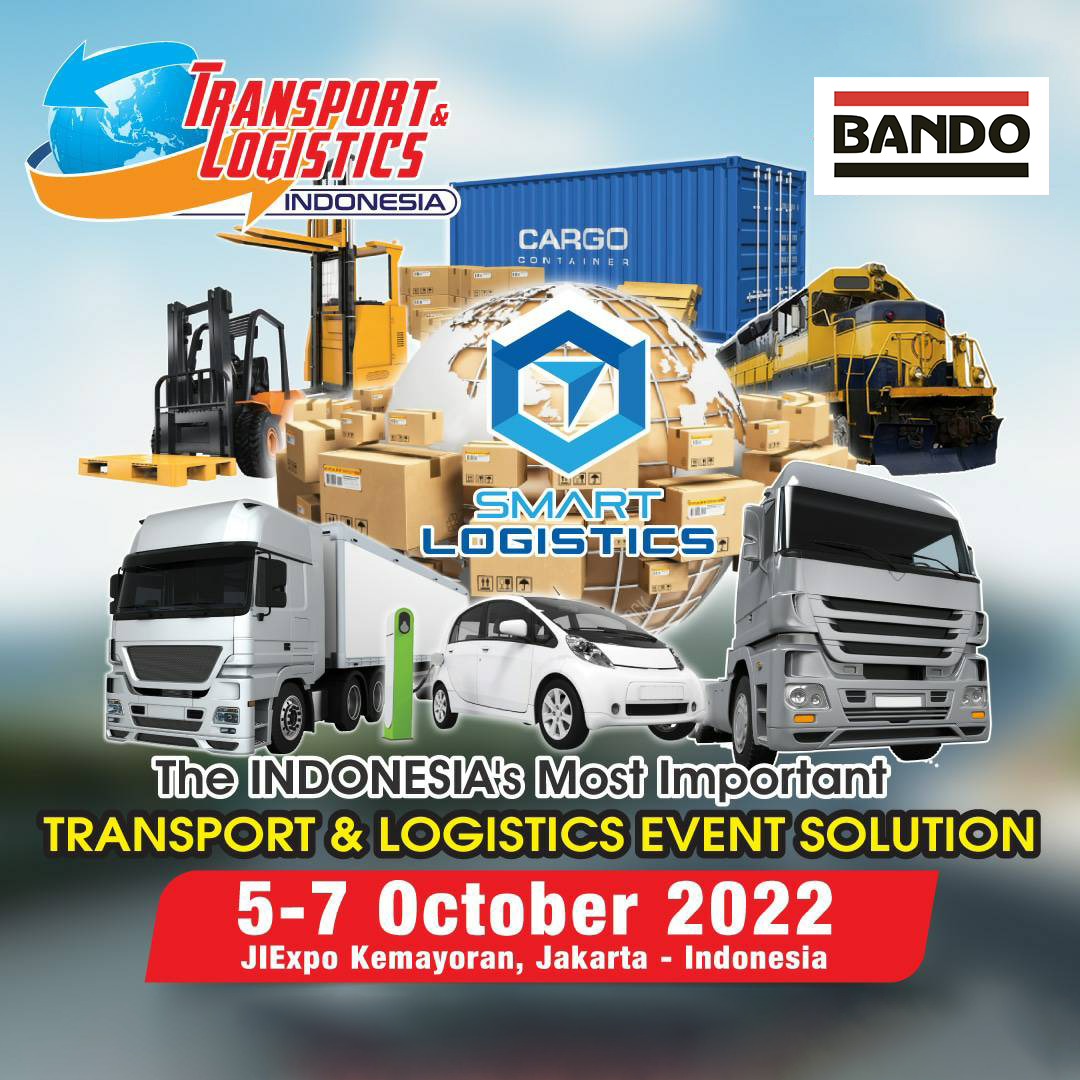 TRANSPORT &
LOGISTICS
INDONESIA
BANDO
CARGO
CONTAINER
SMART
LOGISTICS
The INDONESIA's Most Important
TRANSPORT & LOGISTICS EVENT SOLUTION
5-7 October 2022
JIExpo Kemayoran, Jakarta - Indonesia